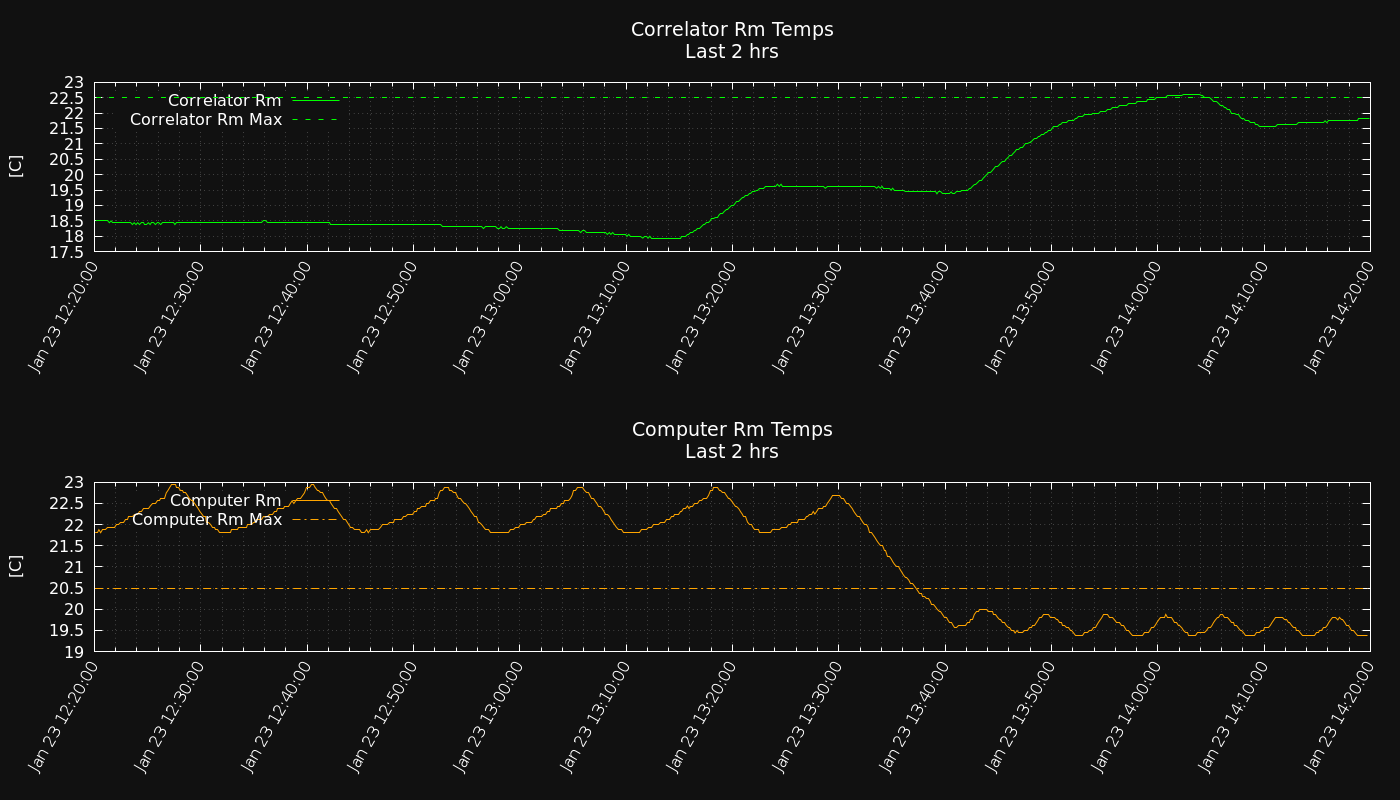 Correlator Rm Temps
Last 2 hrs
23
22.5
22
21.5
21
20.5
20
19.5
19
18.5
18
17.5
[C]
Correlator Rm
Correlator Rm Max
Jan 23 12:20:00
Jan 23 12:30:00
Jan 23 12:40:00
Jan 23 12:50:00
Jan 23 13:00:00
Jan 23 13:10:00
Jan 23 13:20:00
Jan 23 13:30:00
Jan 23 13:40:00
Jan 23 13:50:00
Jan 23 14:00:00
Jan 23 14:10:00
Jan 23 14:20:00
Computer Rm Temps
Last 2 hrs
23
22.5
22
21.5
21
20.5
20
19.5
19
[C]
Computer Rm
Computer Rm Max
Jan 23 12:20:00
Jan 23 12:30:00
Jan 23 12:40:00
Jan 23 12:50:00
Jan 23 13:00:00
Jan 23 13:10:00
Jan 23 13:20:00
Jan 23 13:30:00
Jan 23 13:40:00
Jan 23 13:50:00
Jan 23 14:00:00
Jan 23 14:10:00
Jan 23 14:20:00